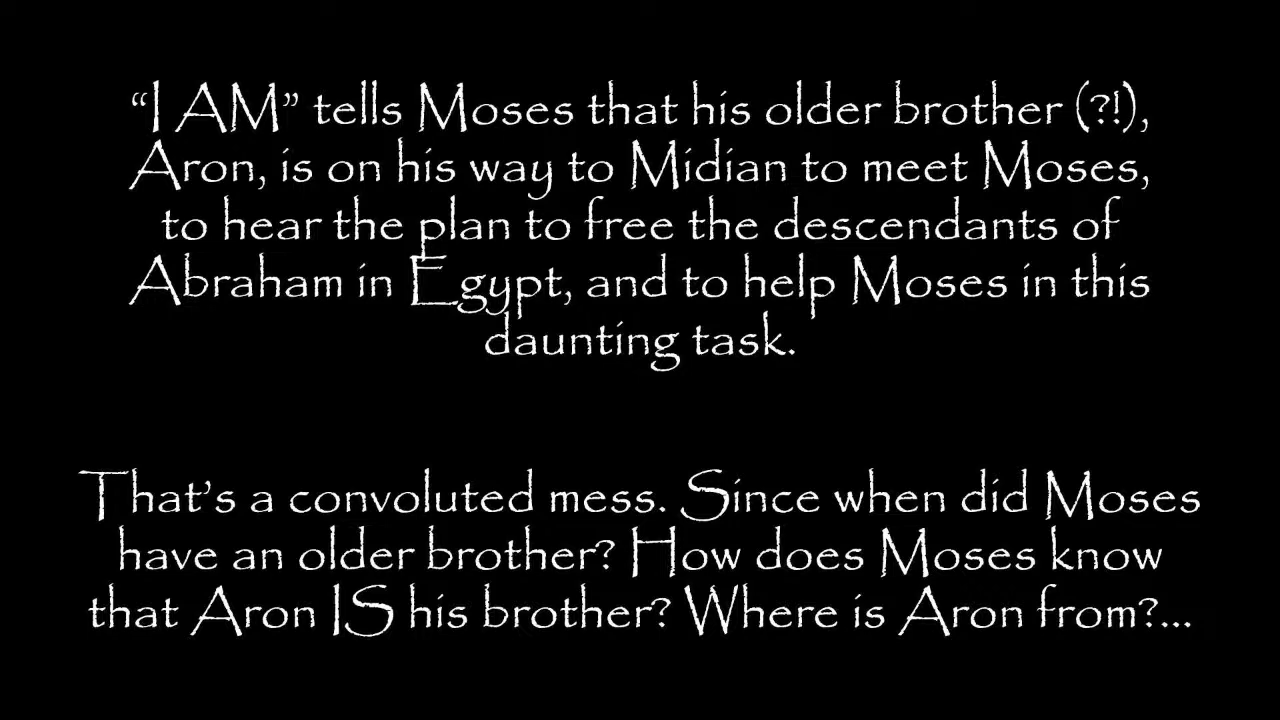 “I AM” tells Moses that his older brother (?!),
Aron, is on his way to Midian to meet Moses,
to hear the plan to free the descendants of
Abraham in Egypt, and to help Moses in this
daunting task.
That’s a convoluted mess. Since when did Moses
have an older brother? How does Moses know
that Aron IS his brother? Where is Aron from?...